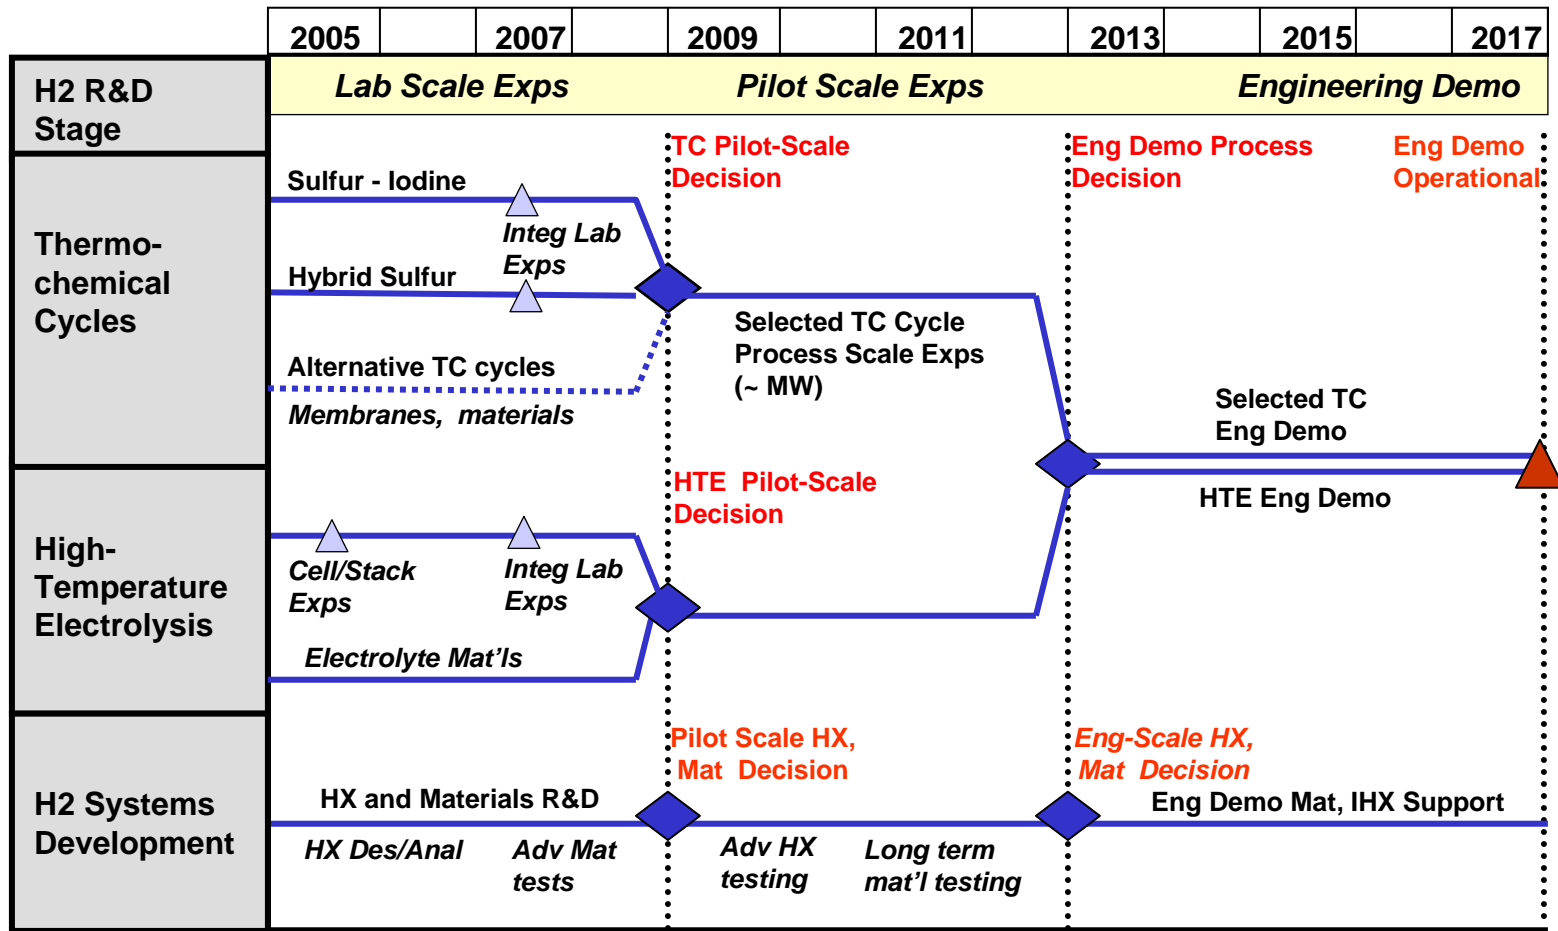 2005 2007 2009 2011 2013 2015 2017
H2 R&D
Stage
Lab Scale Exps
Pilot Scale Exps
Engineering Demo
TC Pilot-Scale
Decision
Eng Demo Process
Decision
Eng Demo
Operational
Thermo-
chemical
Cycles
Sulfur - Iodine
Integ Lab
Exps
Hybrid Sulfur
Alternative TC cycles
Membranes, materials
Selected TC Cycle
Process Scale Exps
(~ MW)
Selected TC
Eng Demo
HTE Eng Demo
HTE Pilot-Scale
Decision
High-
Temperature
Electrolysis
Cell/Stack
Exps
Integ Lab
Exps
Electrolyte Mat'ls
H2 Systems
Development
Pilot Scale HX,
Mat Decision
Eng-Scale HX,
Mat Decision
HX and Materials R&D
Eng Demo Mat, IHX Support
HX Des/Anal
Adv Mat
tests
Adv HX
testing
Long term
mat'l testing